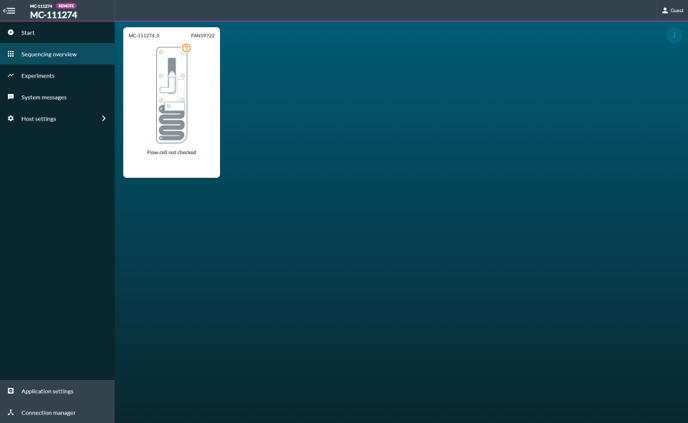 MC-111274 REMOTE
MC-111274
Guest
Start
Sequencing overview
Experiments
System messages
Host settings
Application settings
Connection manager
MC-111274_0 FAN59722
?
Flow cell not checked